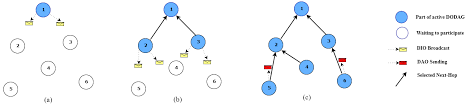 1
2
3
4
5
6
(a)
1
2
3
4
5
6
(b)
1
2
3
4
5
6
(c)
Part of active DODAG
Waiting to participate
DIO Broadcast
DAO Sending
Selected Next-Hop